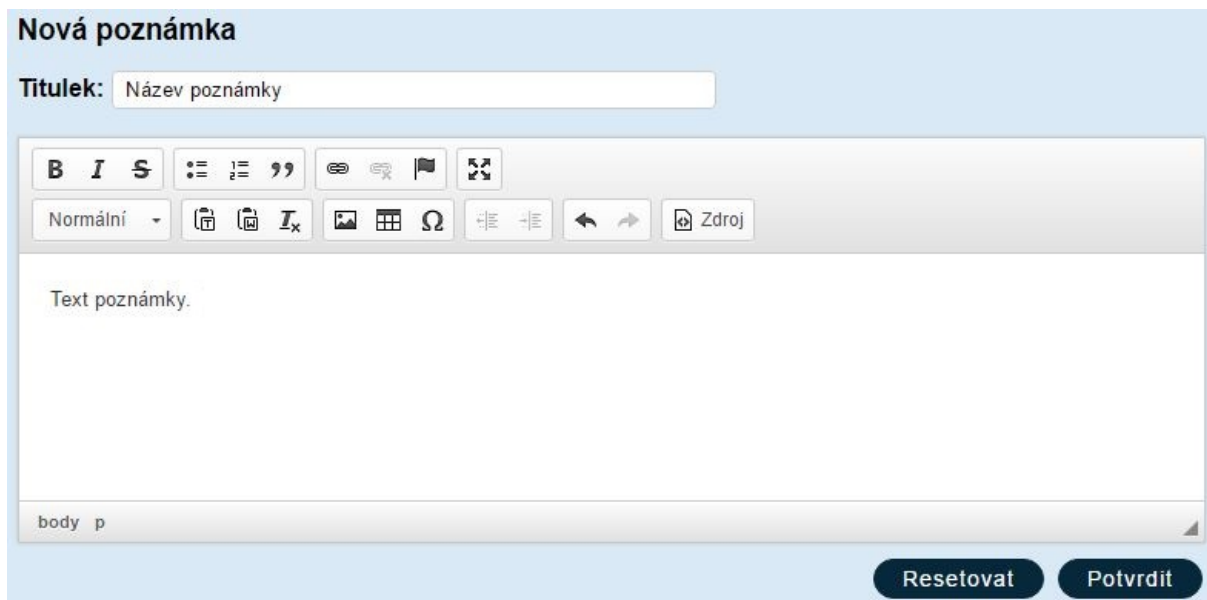 Nová poznámka
Titulek: Název poznámky
B I S
Normální Ω Zdroj
Text poznámky.
body p
Resetovat Potvrdit